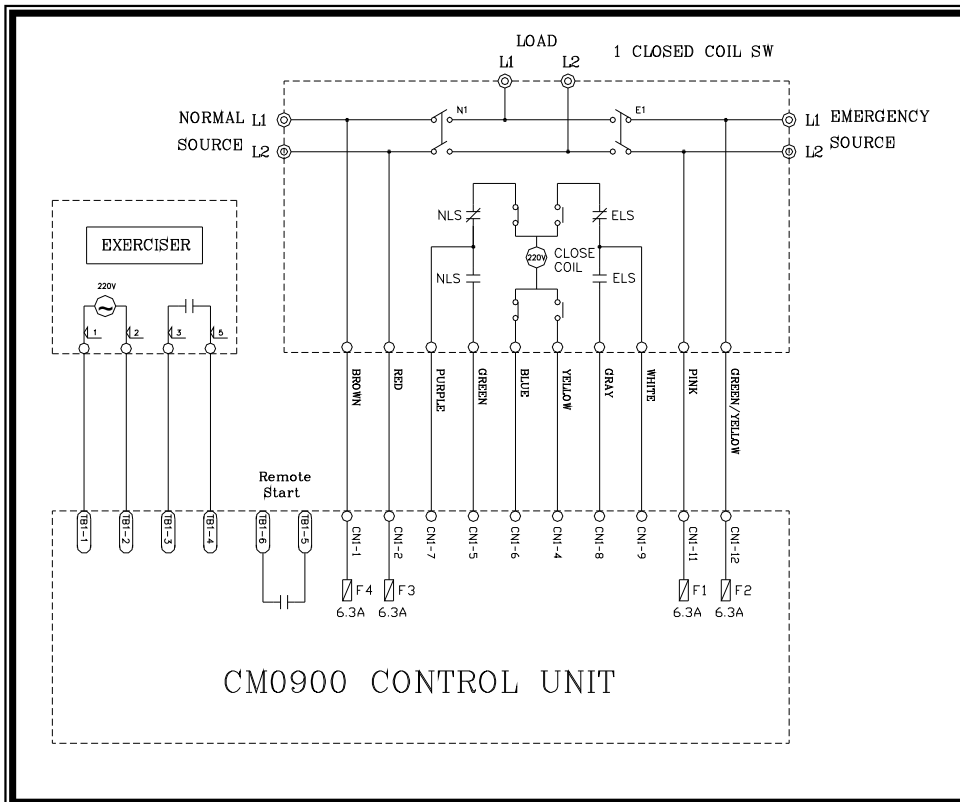 LOAD
1 CLOSED COIL SW
L1
L2
NORMAL
SOURCE
L1
L2
N1
E1
L1
L2
EMERGENCY
SOURCE
EXERCISER
220V
1
2
3
5
NLS
NLS
220V
CLOSE
COIL
ELS
ELS
BROWN
RED
PURPLE
GREEN
BLUE
YELLOW
GRAY
WHITE
PINK
GREEN/YELLOW
Remote
Start
TB1-1
TB1-2
TB1-3
TB1-4
TB1-6
TB1-5
CN1-1
CN1-2
CN1-7
CN1-5
CN1-6
CN1-4
CN1-8
CN1-9
CN1-11
CN1-12
F4
6.3A
F3
6.3A
F1
6.3A
F2
6.3A
CM0900 CONTROL UNIT